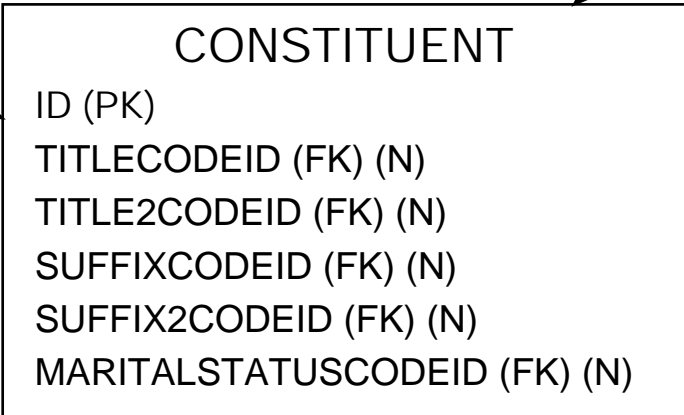 CONSTITUENT
ID (PK)
TITLECODEID (FK) (N)
TITLE2CODEID (FK) (N)
SUFFIXCODEID (FK) (N)
SUFFIX2CODEID (FK) (N)
MARITALSTATUSCODEID (FK) (N)